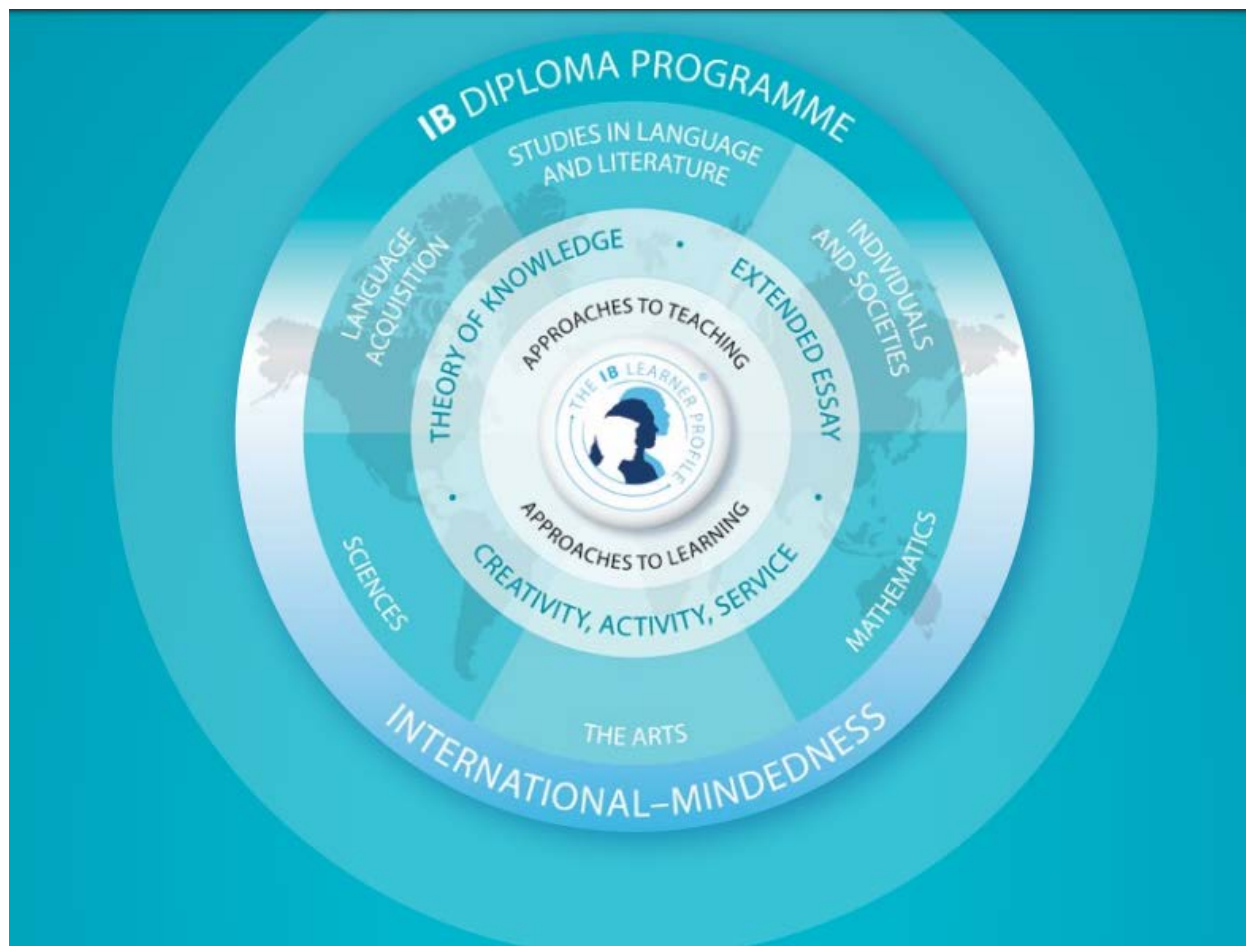 IB DIPLOMA PROGRAMME
STUDIES IN LANGUAGE
AND LITERATURE
LANGUAGE
ACQUISITION
INDIVIDUALS
AND SOCIETIES
THEORY OF KNOWLEDGE
•
EXTENDED ESSAY
•
APPROACHES TO TEACHING
THE IB LEARNER PROFILE
®
APPROACHES TO LEARNING
CREATIVITY, ACTIVITY, SERVICE
•
SCIENCES
MATHEMATICS
THE ARTS
INTERNATIONAL–MINDEDNESS